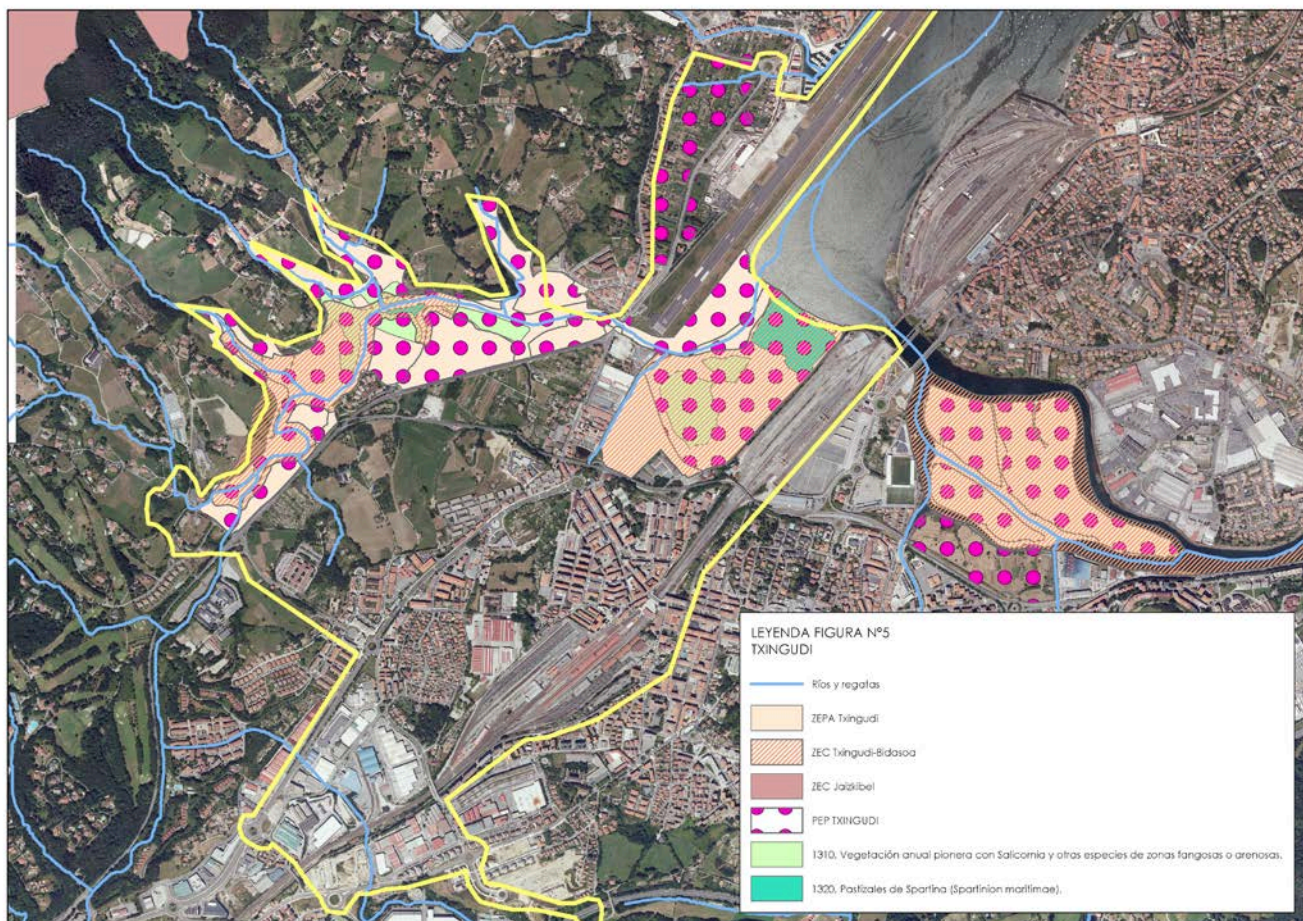 LEYENDA FIGURA Nº5
TXINGUDI
Ríos y regatas
ZEPA Txingudi
ZEC Txingudi-Bidasoa
ZEC Jaizkibel
PEP TXINGUDI
1310. Vegetación anual pionera con Salicornia y otras especies de zonas fangosas o arenosas.
1320. Pastizales de Spartina (Spartinion maritimae).